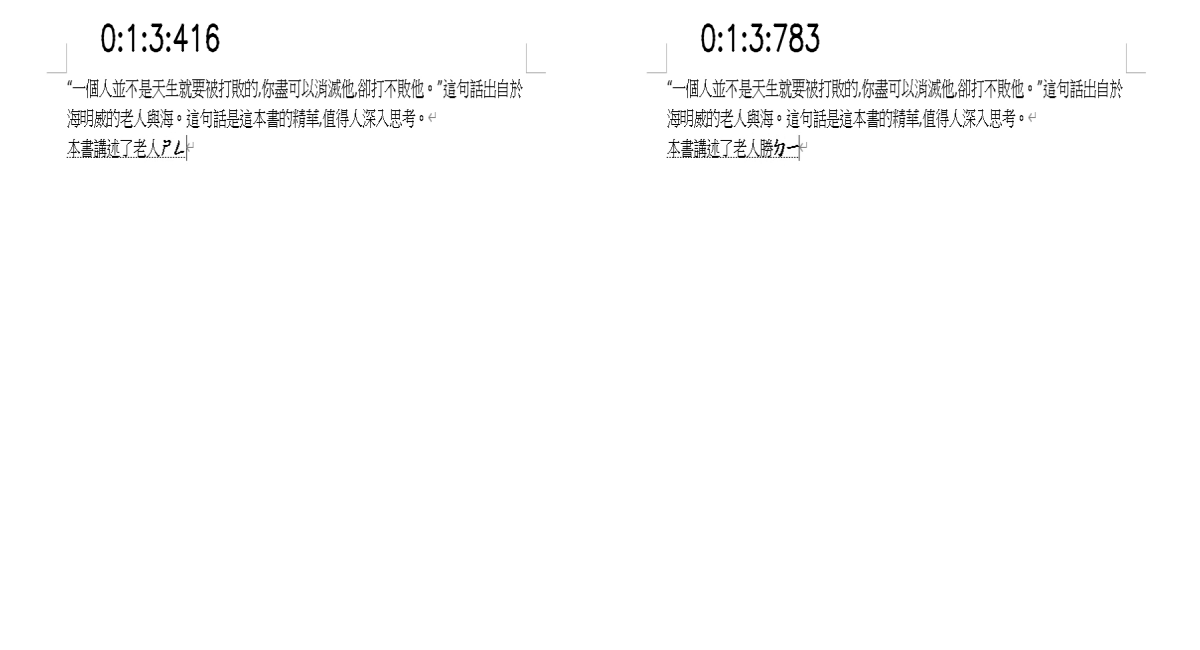 0:1:3:416
“一個人並不是天生就要被打敗的,你盡可以消滅他,卻打不敗他。”這句話出自於
海明威的老人與海。這句話是這本書的精華,值得人深入思考。
本書講述了老人ㄕㄥ
0:1:3:783
“一個人並不是天生就要被打敗的,你盡可以消滅他,卻打不敗他。”這句話出自於
海明威的老人與海。這句話是這本書的精華,值得人深入思考。
本書講述了老人勝ㄉㄧ